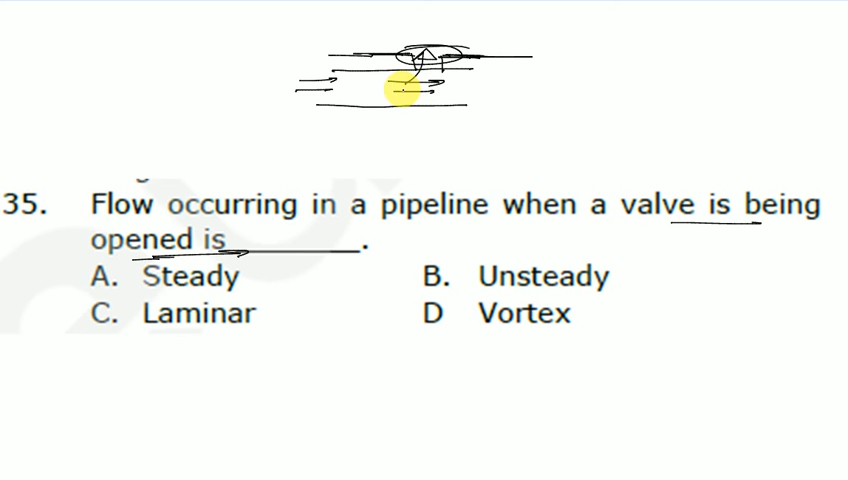 35. Flow occurring in a pipeline when a valve is being
opened is ________.
A. Steady B. Unsteady
C. Laminar D Vortex